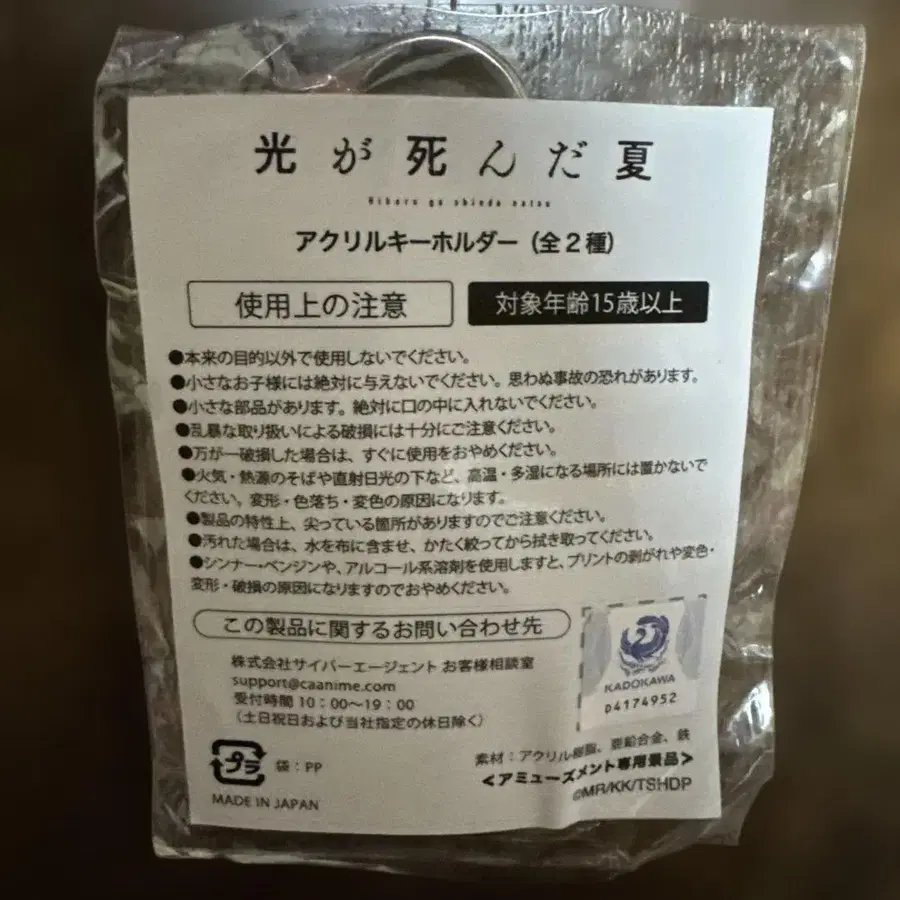 光が死んだ夏
Hikaru ga shinda natsu
アクリルキーホルダー（全２種）
使用上の注意
対象年齢15歳以上
●本来の目的以外で使用しないでください。
●小さなお子様には絶対に与えないでください。思わぬ事故の恐れがあります。
●小さな部品があります。絶対に口の中に入れないでください。
●乱暴な取り扱いによる破損には十分にご注意ください。
●万が一破損した場合は、すぐに使用をおやめください。
●火気・熱源のそばや直射日光の下など、高温・多湿になる場所には置かないで
ください。変形・色落ち・変色の原因になります。
●製品の特性上、尖っている箇所がありますのでご注意ください。
●汚れた場合は、水を布に含ませ、かたく絞ってから拭き取ってください。
●シンナー・ベンジンや、アルコール系溶剤を使用しますと、プリントの剥がれや変色・
変形・破損の原因になりますのでおやめください。
この製品に関するお問い合わせ先
株式会社サイバーエージェント お客様相談室
support@caanime.com
受付時間 10：00〜19：00
（土日祝日および当社指定の休日除く）
KADOKAWA
04174952
プラ
袋：PP
MADE IN JAPAN
素材：アクリル樹脂、亜鉛合金、鉄
＜アミューズメント専用景品＞
©MR/KK/TSHDP